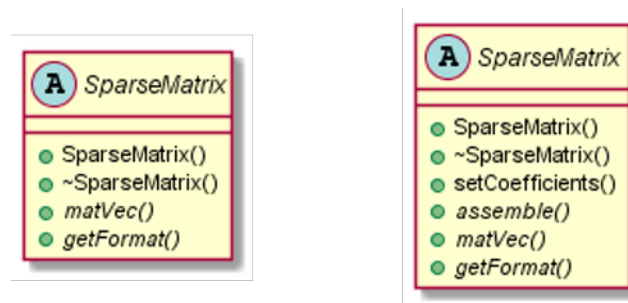 A SparseMatrix
SparseMatrix()
~SparseMatrix()
matVec()
getFormat()
A SparseMatrix
SparseMatrix()
~SparseMatrix()
setCoefficients()
assemble()
matVec()
getFormat()